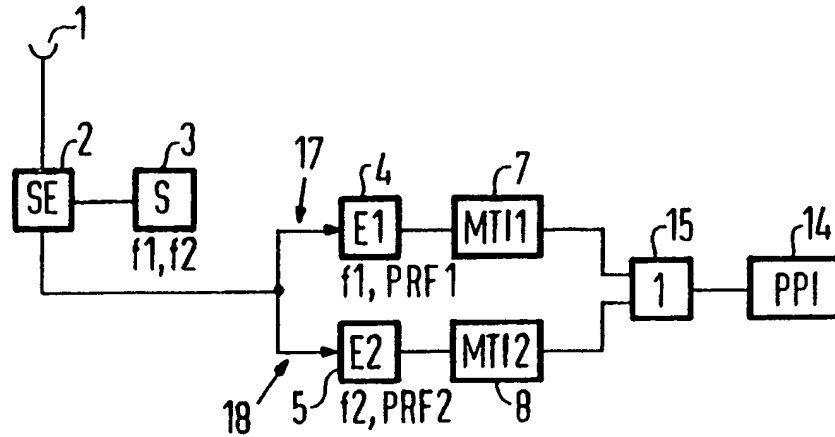 1
2
3
SE
S
f1, f2
17
4
7
E1
MTI1
f1, PRF1
15
14
1
PPI
E2
MTI2
5
f2, PRF2
8
18